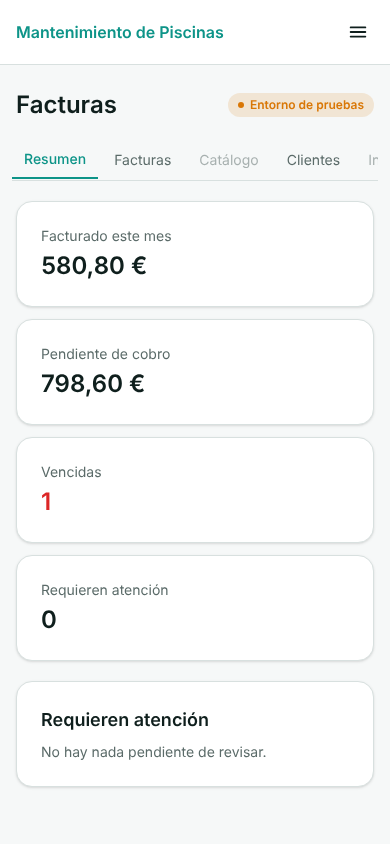 Mantenimiento de Piscinas
Facturas
Entorno de pruebas
Resumen Facturas Catálogo Clientes
Facturado este mes
580,80 €
Pendiente de cobro
798,60 €
Vencidas
1
Requieren atención
0
Requieren atención
No hay nada pendiente de revisar.